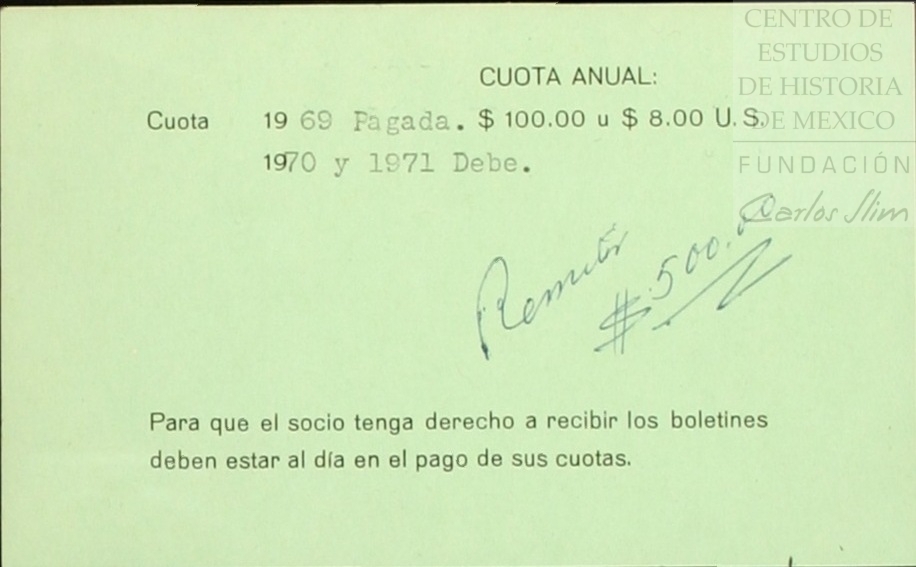 CENTRO DE
ESTUDIOS
DE HISTORIA
DE MEXICO
FUNDACIÓN
Carlos Slim
CUOTA ANUAL:
Cuota 19 69 Pagada. $ 100.00 u $ 8.00 U.S.
1970 y 1971 Debe.
Remitir
$ 500.00
Para que el socio tenga derecho a recibir los boletines
deben estar al día en el pago de sus cuotas.